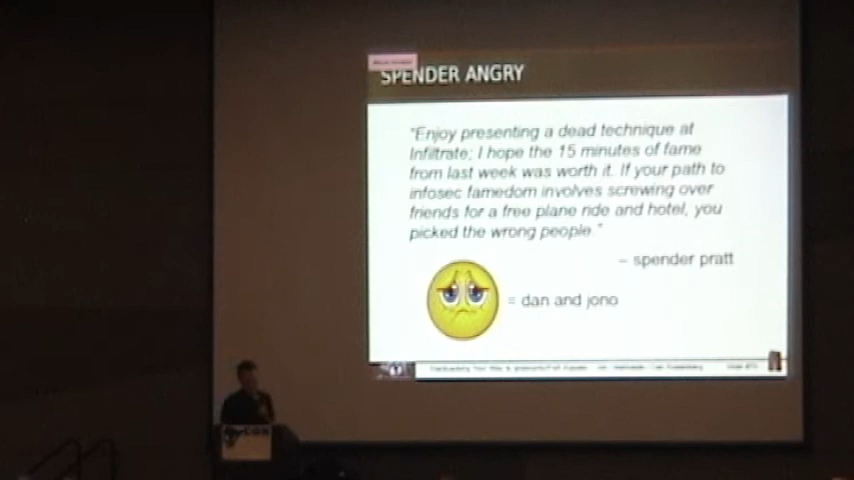 SPENDER ANGRY
"Enjoy presenting a dead technique at
Infiltrate; I hope the 15 minutes of fame
from last week was worth it. If your path to
infosec famedom involves screwing over
friends for a free plane ride and hotel, you
picked the wrong people."
– spender pratt
= dan and jono